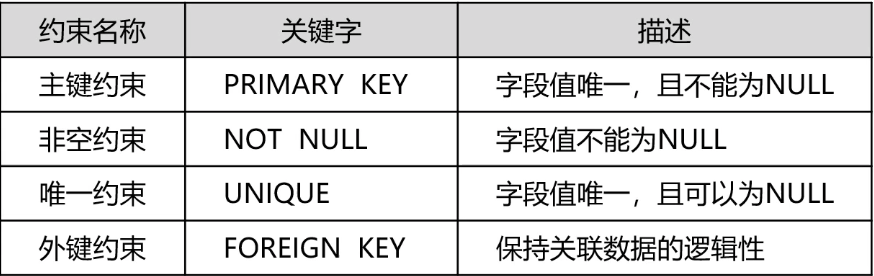 约束名称 关键字 描述
主键约束 PRIMARY KEY 字段值唯一，且不能为NULL
非空约束 NOT NULL 字段值不能为NULL
唯一约束 UNIQUE 字段值唯一，且可以为NULL
外键约束 FOREIGN KEY 保持关联数据的逻辑性